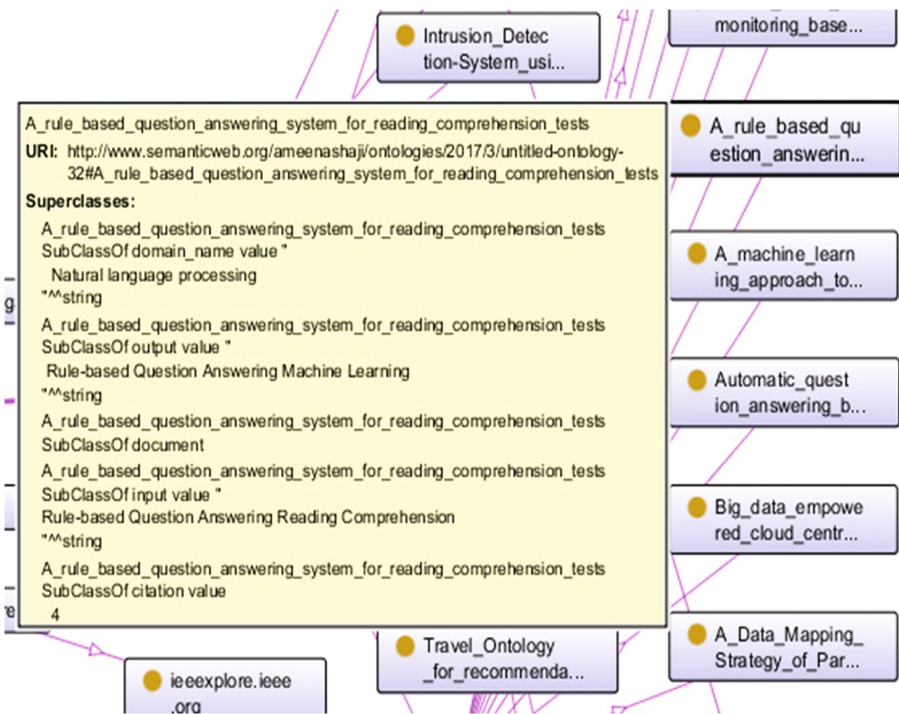 Intrusion_Detec
tion-System_usi...
monitoring_base...
A_rule_based_question_answering_system_for_reading_comprehension_tests
URI: http://www.semanticweb.org/ameenashaji/ontologies/2017/3/untitled-ontology-
32#A_rule_based_question_answering_system_for_reading_comprehension_tests
Superclasses:
A_rule_based_question_answering_system_for_reading_comprehension_tests
SubClassOf domain_name value "
Natural language processing
"^^string
A_rule_based_question_answering_system_for_reading_comprehension_tests
SubClassOf output value "
Rule-based Question Answering Machine Learning
"^^string
A_rule_based_question_answering_system_for_reading_comprehension_tests
SubClassOf document
A_rule_based_question_answering_system_for_reading_comprehension_tests
SubClassOf input value "
Rule-based Question Answering Reading Comprehension
"^^string
A_rule_based_question_answering_system_for_reading_comprehension_tests
SubClassOf citation value
4
A_rule_based_qu
estion_answerin...
A_machine_learn
ing_approach_to...
Automatic_quest
ion_answering_b...
Big_data_empowe
red_cloud_centr...
A_Data_Mapping_
Strategy_of_Par...
Travel_Ontology
_for_recommenda...
ieeexplore.ieee
.org